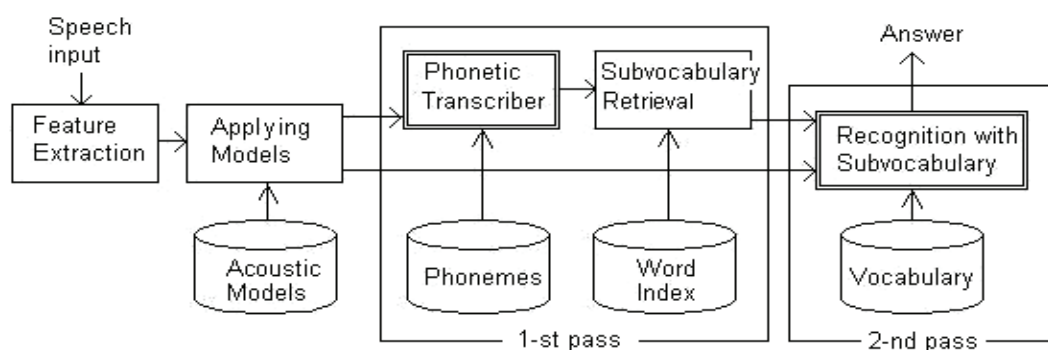 Speech
input
Feature
Extraction
Applying
Models
Acoustic
Models
Phonetic
Transcriber
Subvocabulary
Retrieval
Phonemes
Word
Index
1-st pass
Answer
Recognition with
Subvocabulary
Vocabulary
2-nd pass